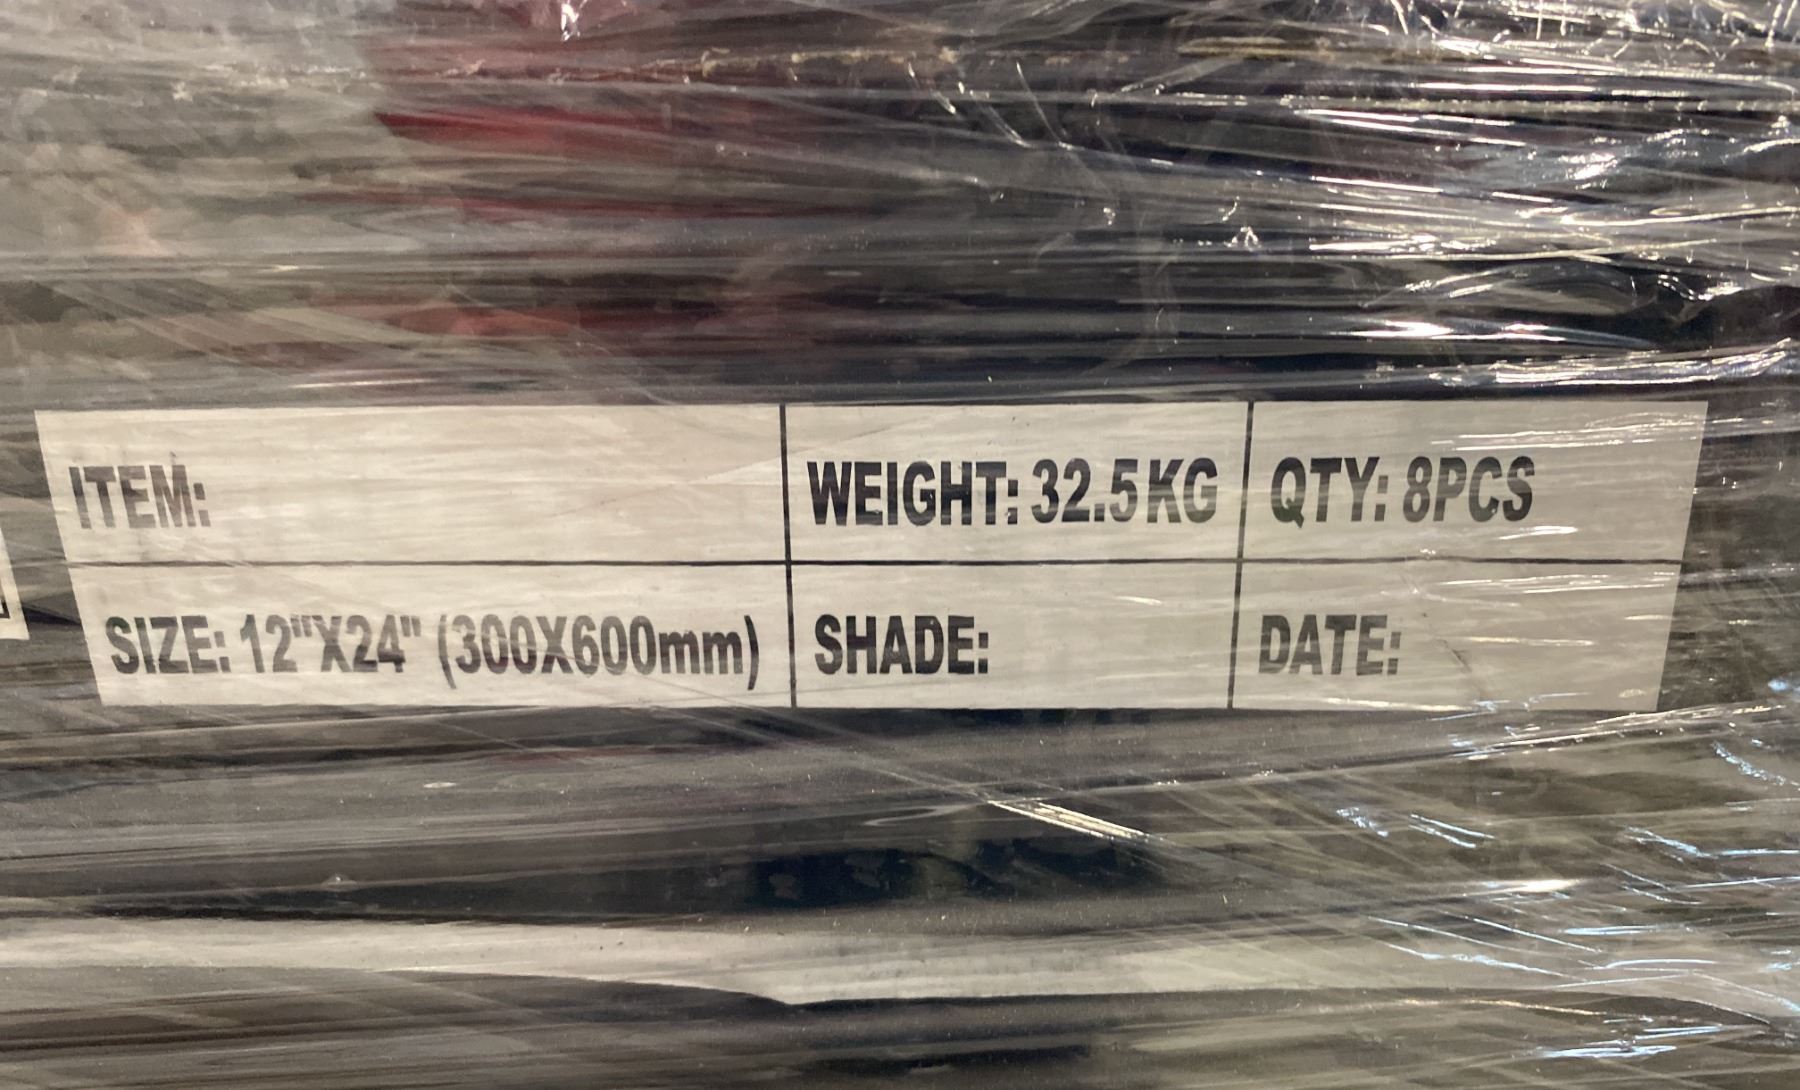 ITEM:
WEIGHT: 32.5KG
QTY: 8PCS
SIZE: 12"X24" (300X600mm)
SHADE:
DATE: